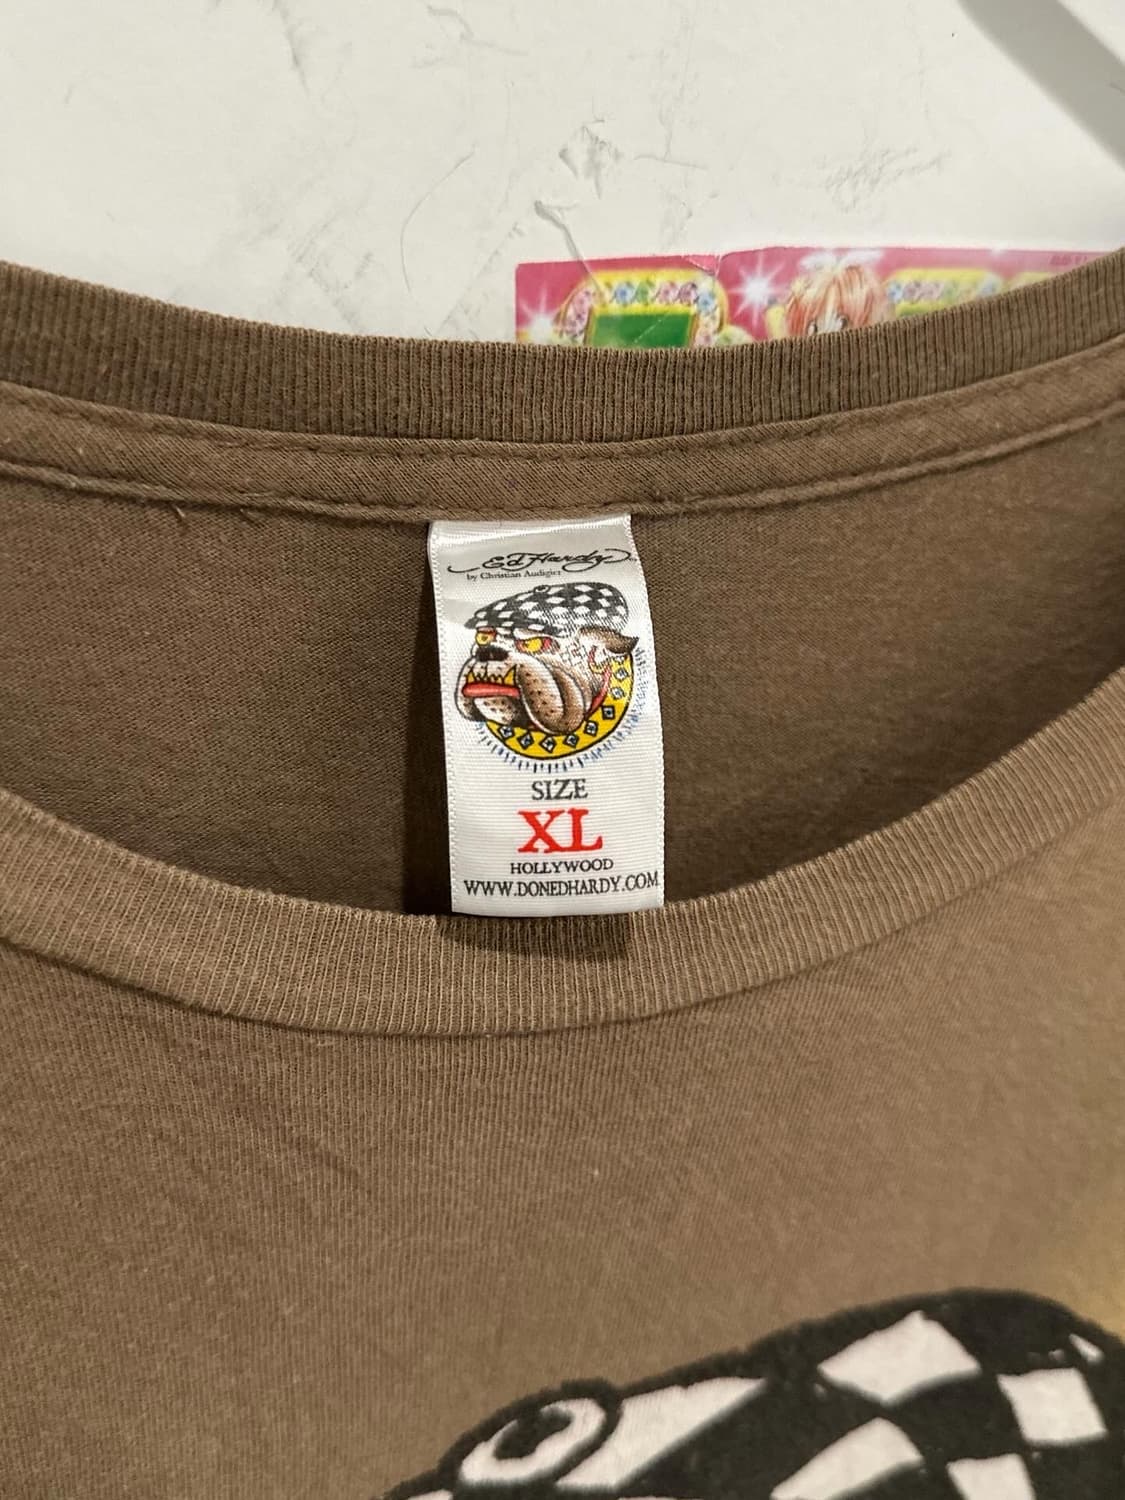 Ed Hardy
by Christian Audigier
SIZE
XL
HOLLYWOOD
WWW.DONEDHARDY.COM